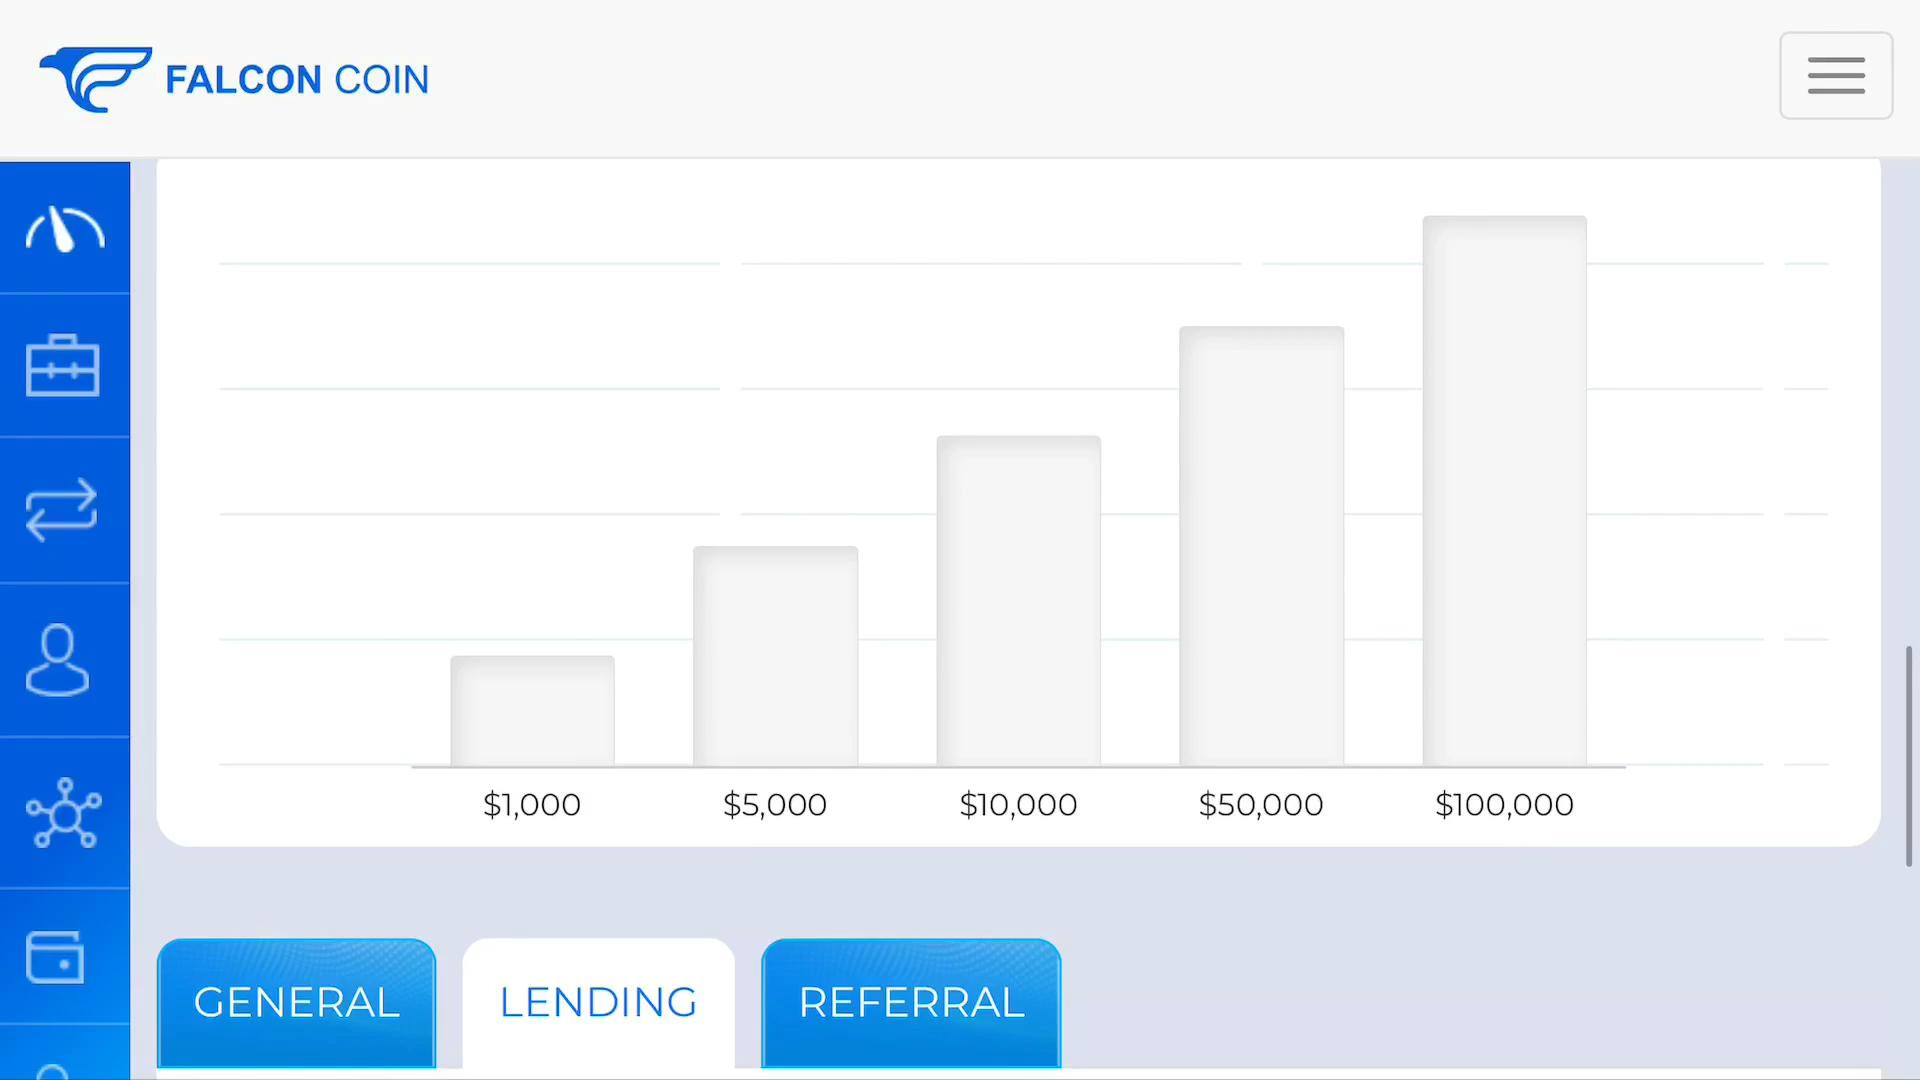 FALCON COIN
$1,000 $5,000 $10,000 $50,000 $100,000
GENERAL LENDING REFERRAL